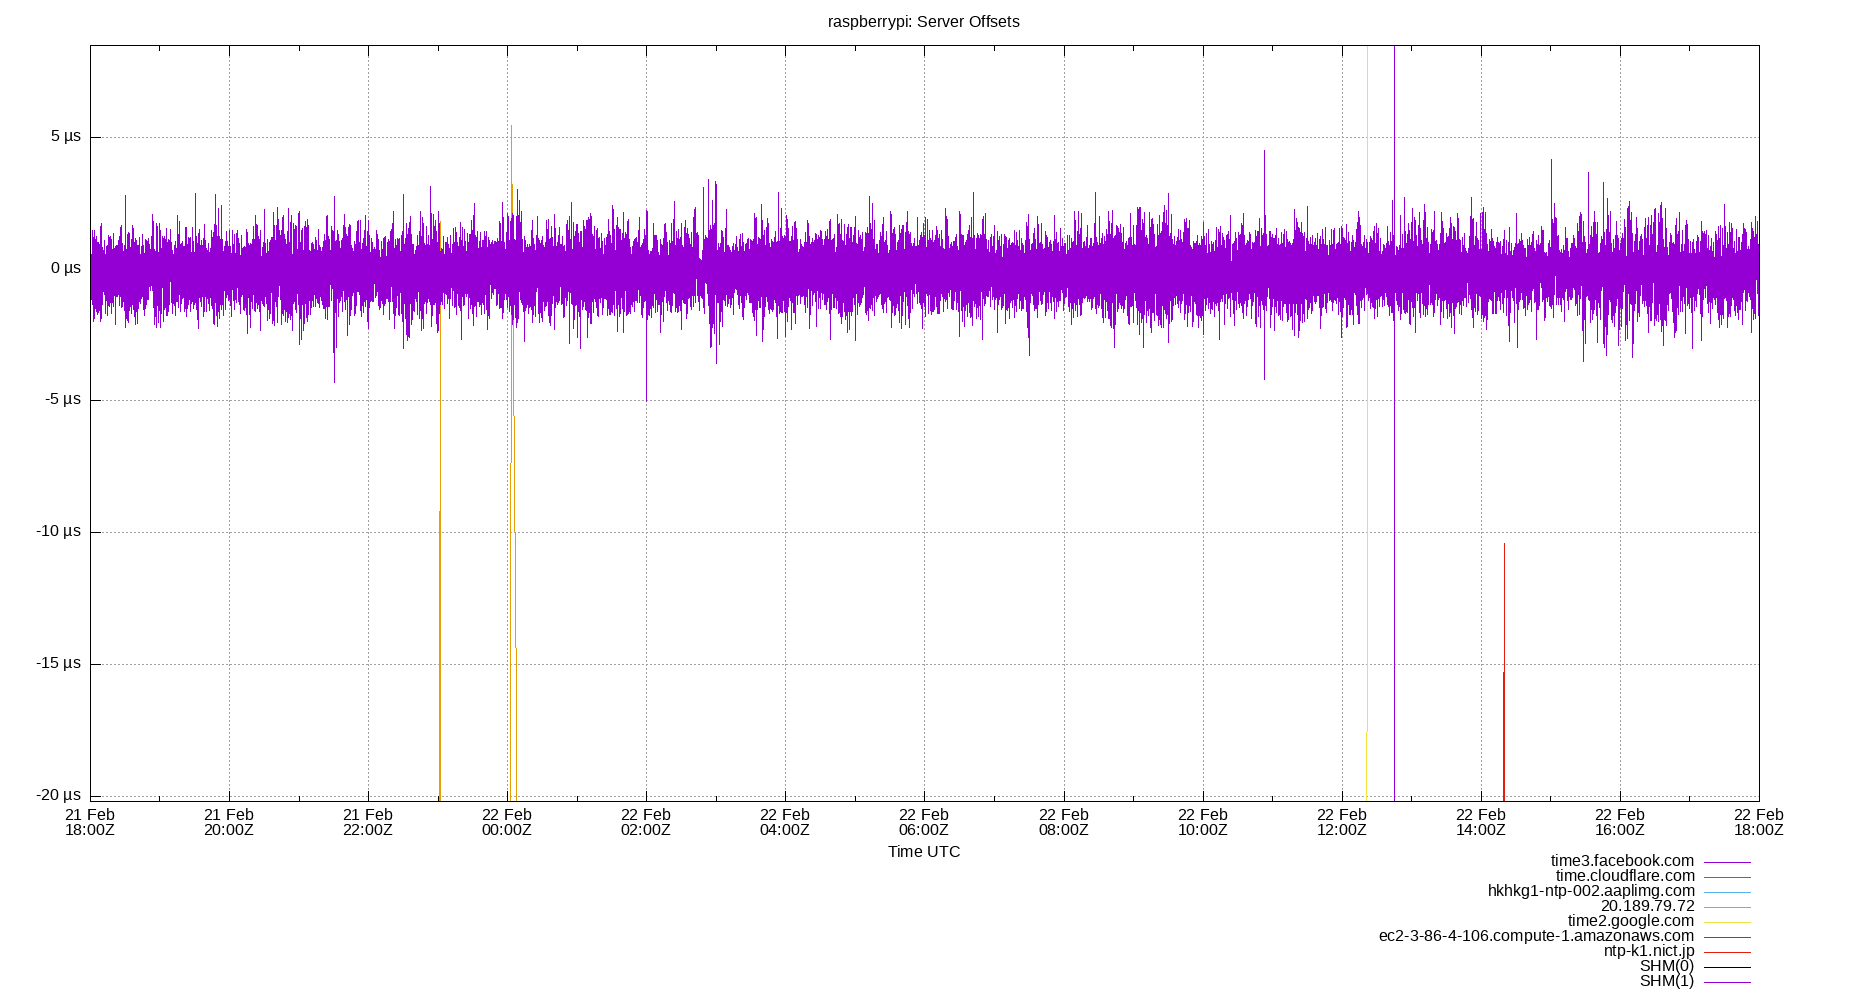 raspberrypi: Server Offsets
5 µs
0 µs
-5 µs
-10 µs
-15 µs
-20 µs
21 Feb 21 Feb 21 Feb 22 Feb 22 Feb 22 Feb 22 Feb 22 Feb 22 Feb 22 Feb 22 Feb 22 Feb 22 Feb
18:00Z 20:00Z 22:00Z 00:00Z 02:00Z 04:00Z 06:00Z 08:00Z 10:00Z 12:00Z 14:00Z 16:00Z 18:00Z
Time UTC
time3.facebook.com
time.cloudflare.com
hkhkg1-ntp-002.aaplimg.com
20.189.79.72
time2.google.com
ec2-3-86-4-106.compute-1.amazonaws.com
ntp-k1.nict.jp
SHM(0)
SHM(1)